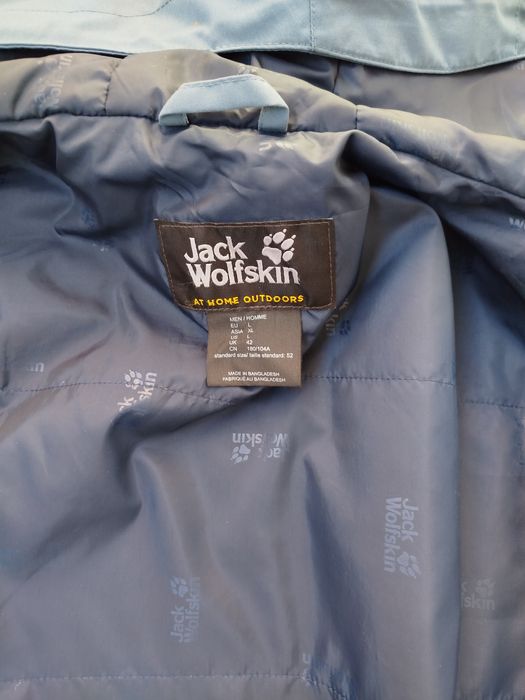 Jack
Wolfskin
AT HOME OUTDOORS
MEN / HOMME
EU L
ASIA XL
US L
UK 42
CN 180/104A
standard size/ taille standard: 52
MADE IN BANGLADESH
FABRIQUE AU BANGLADESH
Jack
Wolfskin
Jack
Wolfskin
Jack
Wolfskin
Jack
Wolfskin